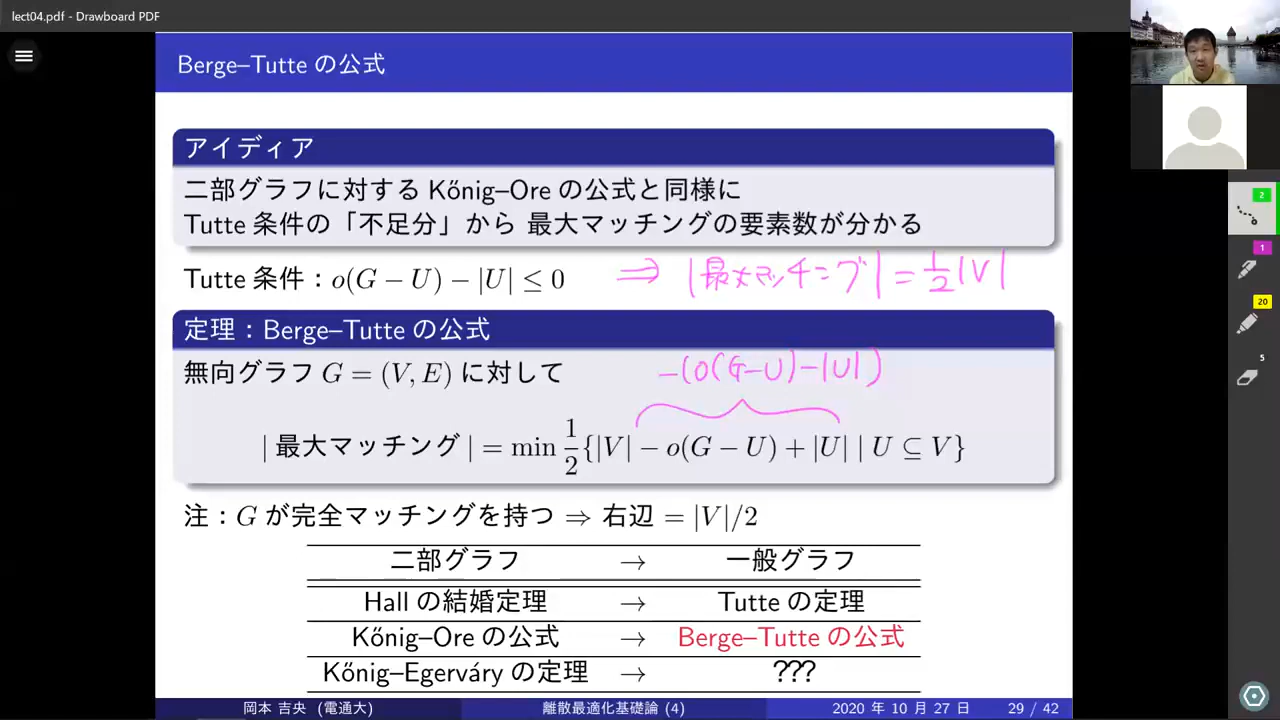 lect04.pdf - Drawboard PDF
Berge–Tutte の公式
アイディア
二部グラフに対する Kőnig–Ore の公式と同様に
Tutte 条件の「不足分」から 最大マッチングの要素数が分かる
Tutte 条件：o(G − U) − |U| ≤ 0 ⇒ |最大マッチング| = 1/2 |V|
定理：Berge–Tutte の公式
無向グラフ G = (V, E) に対して
−(o(G−U)−|U|)
| 最大マッチング | = min 1/2 {|V| − o(G − U) + |U| | U ⊆ V}
注：G が完全マッチングを持つ ⇒ 右辺 = |V|/2
二部グラフ → 一般グラフ
Hall の結婚定理 → Tutte の定理
Kőnig–Ore の公式 → Berge–Tutte の公式
Kőnig–Egerváry の定理 → ???
岡本 吉央 (電通大) 離散最適化基礎論 (4) 2020 年 10 月 27 日 29 / 42
2
1
20
5